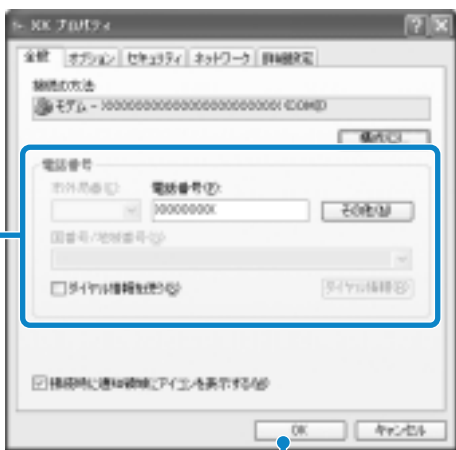 XX プロパティ
全般 オプション セキュリティ ネットワーク 詳細設定
接続の方法
モデム - XXXXXXXXXXXXXXXXXXXXXXXX (COM0)
構成(O)...
電話番号
市外局番(E): 電話番号(P):
XXXXXXXX その他(N)
国番号/地域番号(G):
ダイヤル情報を使う(S) ダイヤル情報(R)
接続時に通知領域にアイコンを表示する(W)
OK キャンセル